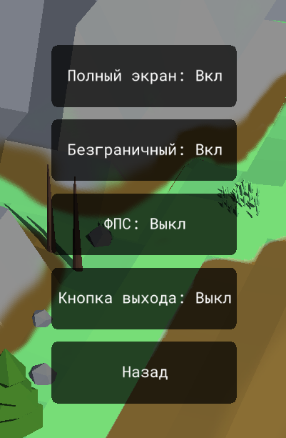 Полный экран: Вкл
Безграничный: Вкл
ФПС: Выкл
Кнопка выхода: Выкл
Назад